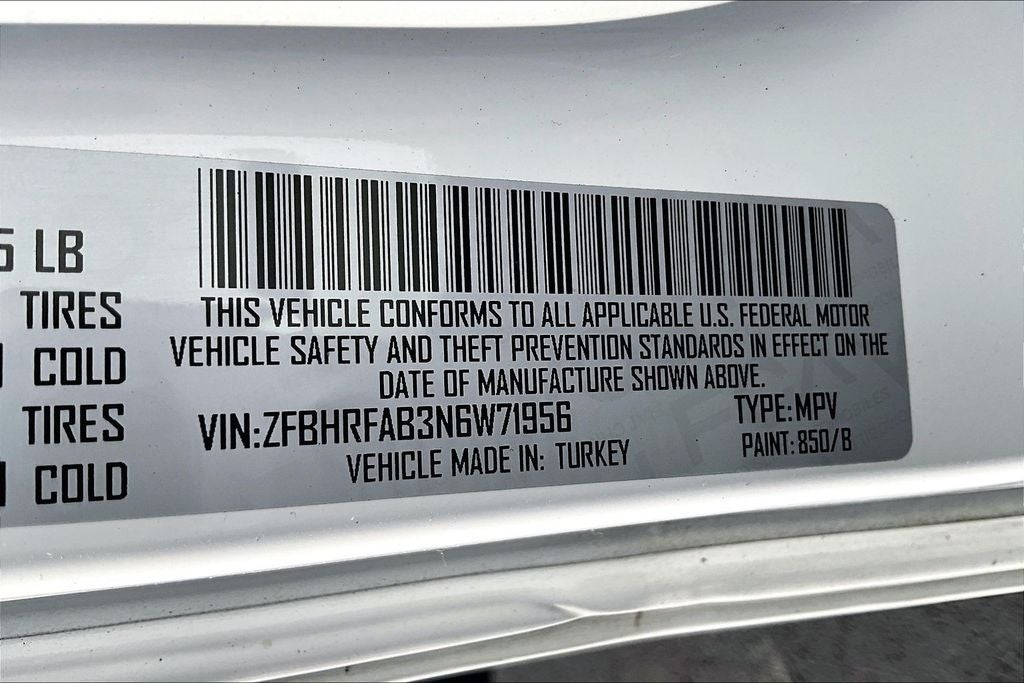 5 LB
TIRES
COLD
TIRES
COLD
THIS VEHICLE CONFORMS TO ALL APPLICABLE U.S. FEDERAL MOTOR
VEHICLE SAFETY AND THEFT PREVENTION STANDARDS IN EFFECT ON THE
DATE OF MANUFACTURE SHOWN ABOVE.
VIN:ZFBHRFAB3N6W71956
TYPE:MPV
VEHICLE MADE IN: TURKEY
PAINT: 850/B